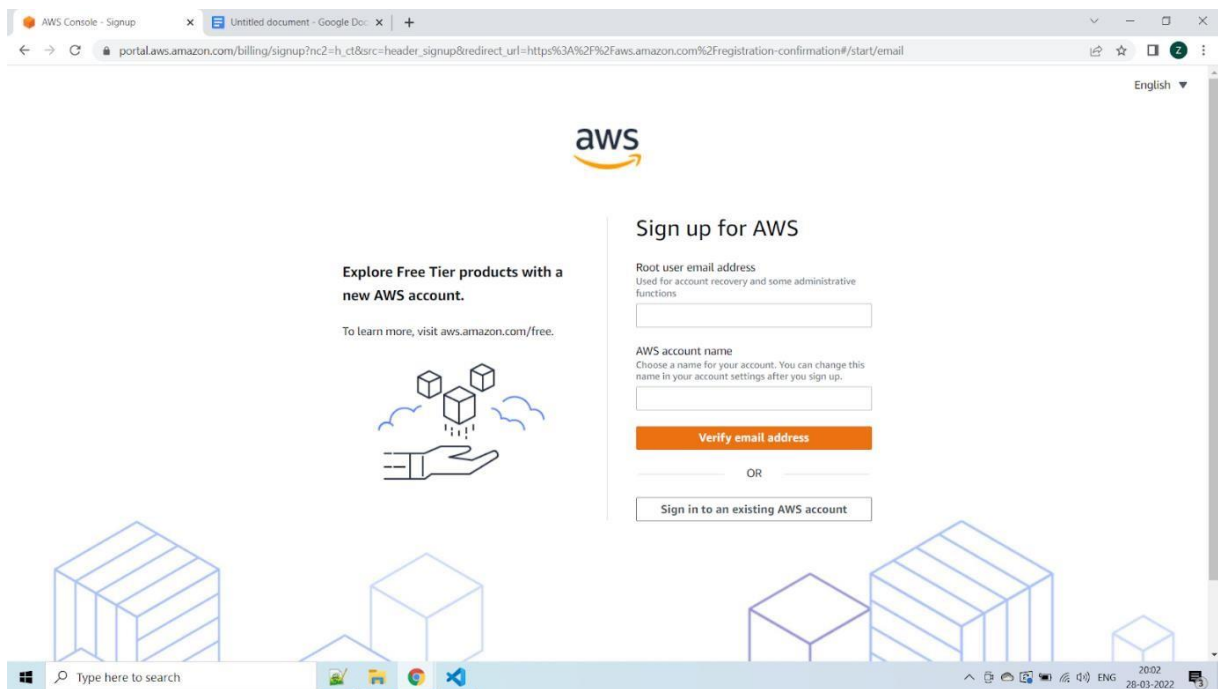 AWS Console - Signup
Untitled document - Google Doc
portal.aws.amazon.com/billing/signup?nc2=h_ct&src=header_signup&redirect_url=https%3A%2F%2Faws.amazon.com%2Fregistration-confirmation#/start/email
Z
English
aws
Explore Free Tier products with a
new AWS account.
To learn more, visit aws.amazon.com/free.
Sign up for AWS
Root user email address
Used for account recovery and some administrative
functions
AWS account name
Choose a name for your account. You can change this
name in your account settings after you sign up.
Verify email address
OR
Sign in to an existing AWS account
Type here to search
ENG
20:02
28-03-2022
3